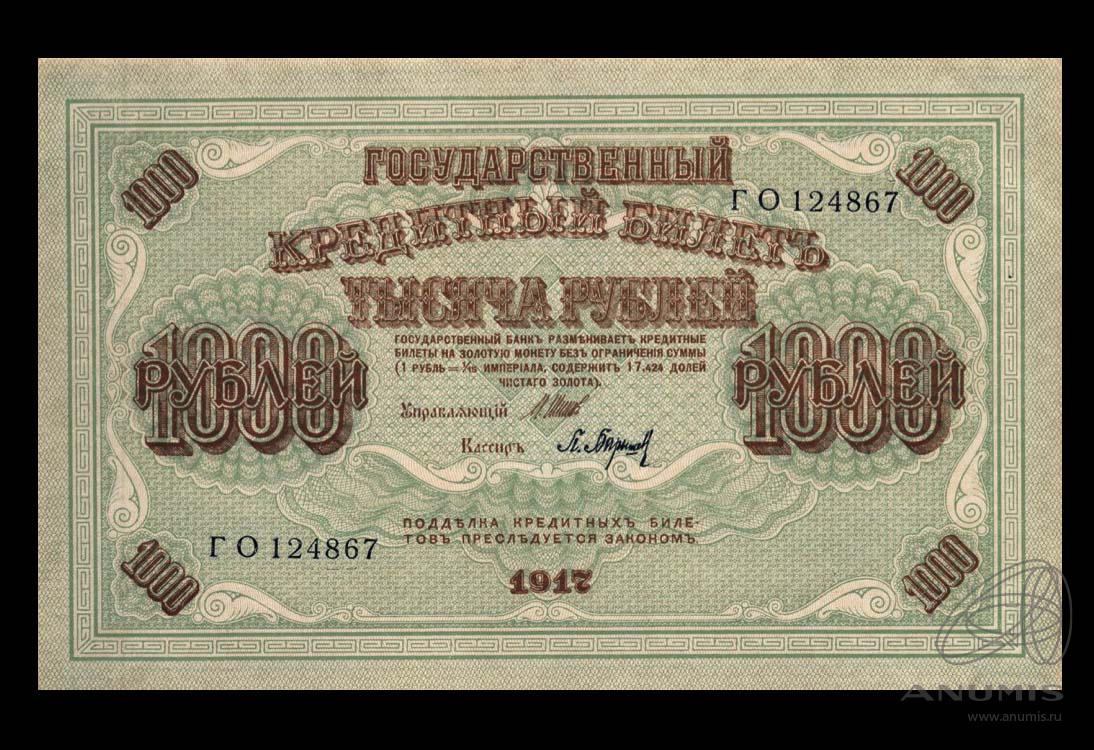 1000
1000
ГОСУДАРСТВЕННЫЙ
ГО 124867
КРЕДИТНЫЙ БИЛЕТЪ
ТЫСЯЧА РУБЛЕЙ
1000
РУБЛЕЙ
1000
РУБЛЕЙ
ГОСУДАРСТВЕННЫЙ БАНКЪ РАЗМѢНИВАЕТЪ КРЕДИТНЫЕ
БИЛЕТЫ НА ЗОЛОТУЮ МОНЕТУ БЕЗЪ ОГРАНИЧЕНІЯ СУММЫ
(1 РУБЛЬ = 1/15 ИМПЕРІАЛА, СОДЕРЖИТЪ 17,424 ДОЛЕЙ
ЧИСТАГО ЗОЛОТА).
Управляющій
Кассиръ
ПОДДѢЛКА КРЕДИТНЫХЪ БИЛЕ-
ТОВЪ ПРЕСЛѢДУЕТСЯ ЗАКОНОМЪ.
ГО 124867
1917
1000
1000
ANUMIS
www.anumis.ru